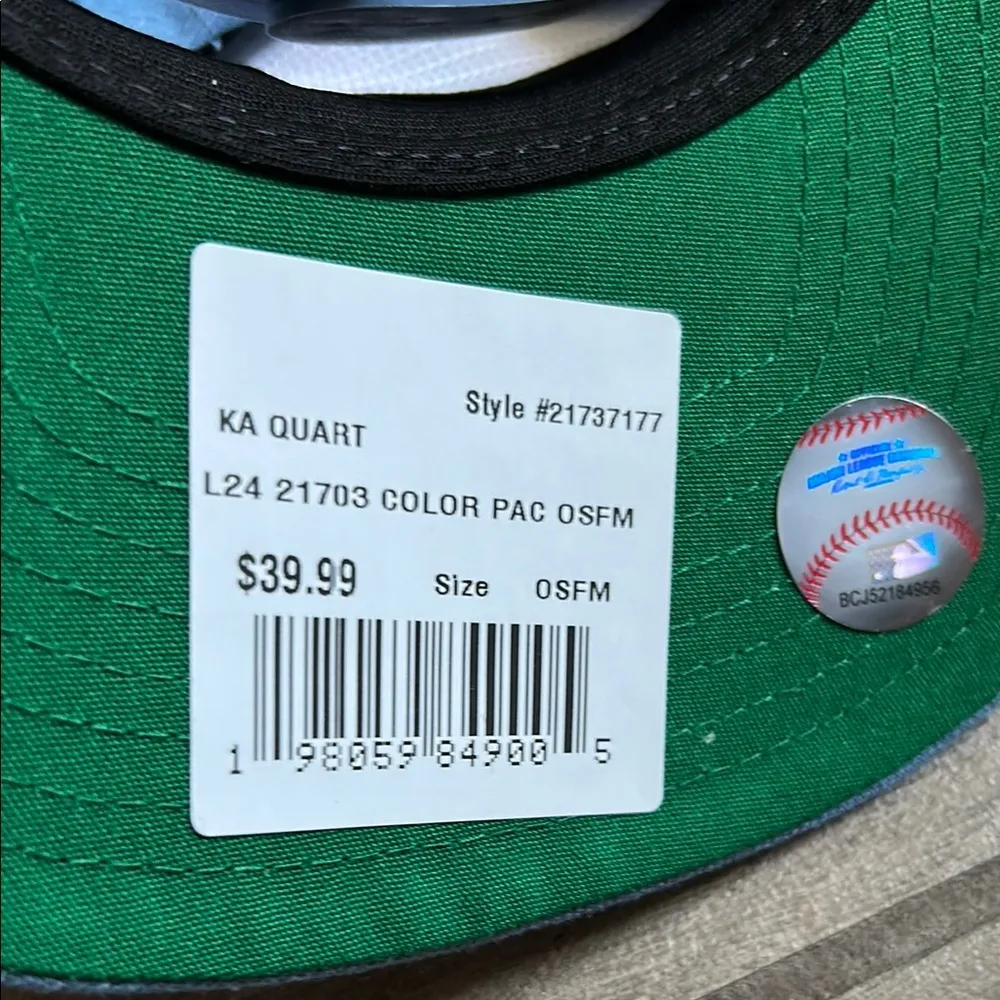 Style #21737177
KA QUART
L24 21703 COLOR PAC OSFM
$39.99 Size OSFM
1 98059 84900 5
BCJ52184956